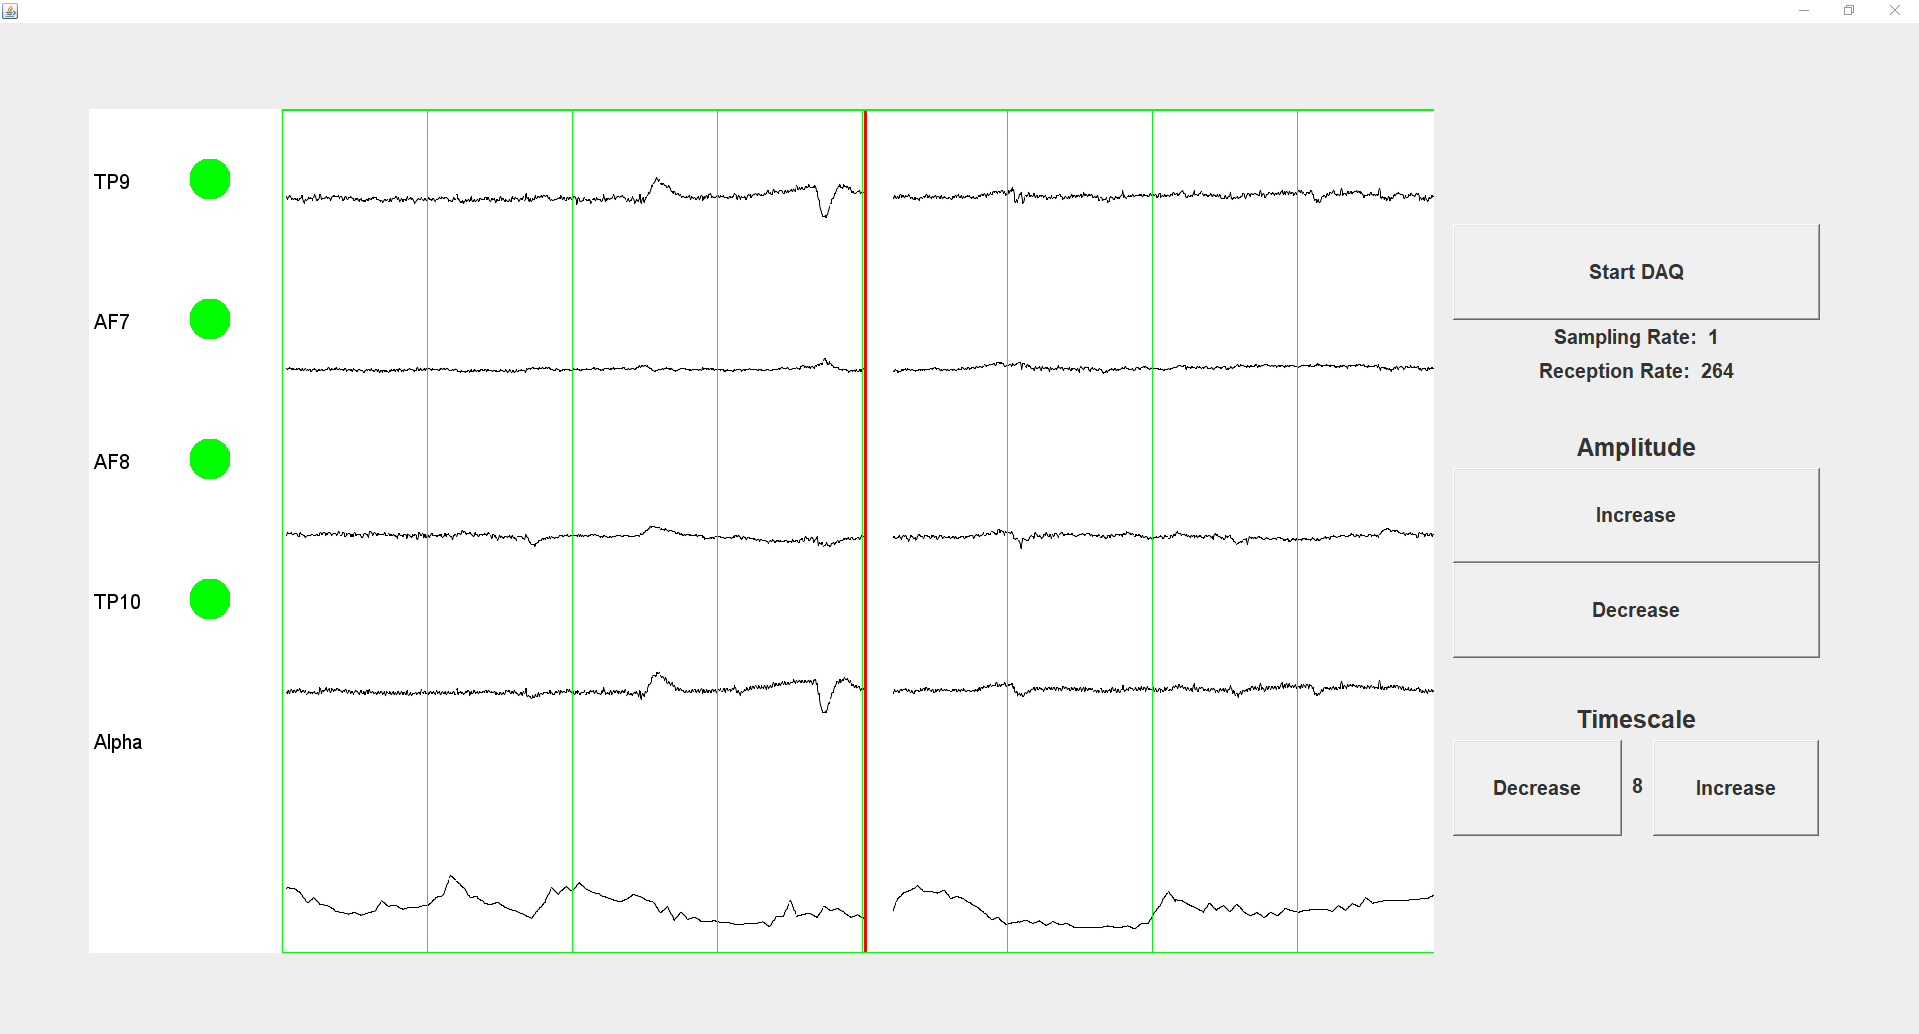 TP9
AF7
AF8
TP10
Alpha
Start DAQ
Sampling Rate: 1
Reception Rate: 264
Amplitude
Increase
Decrease
Timescale
Decrease 8 Increase